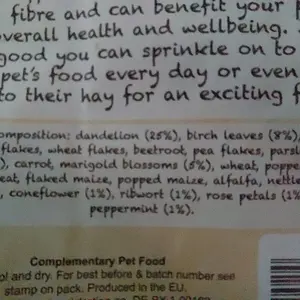 fibre and can benefit your
overall health and wellbeing.
good you can sprinkle on to
pet's food every day or even
to their hay for an exciting
composition: dandelion (25%), birch leaves (8%)
flakes, wheat flakes, beetroot, pea flakes,
), carrot, marigold blossoms (5%), wheat,
flaked maize, popped maize, alfalfa,
, coneflower (1%), ribwort (1%), rose petals (1%
peppermint (1%).
Complementary Pet Food
and dry. For best before & batch number see
stamp on pack. Produced in the EU.